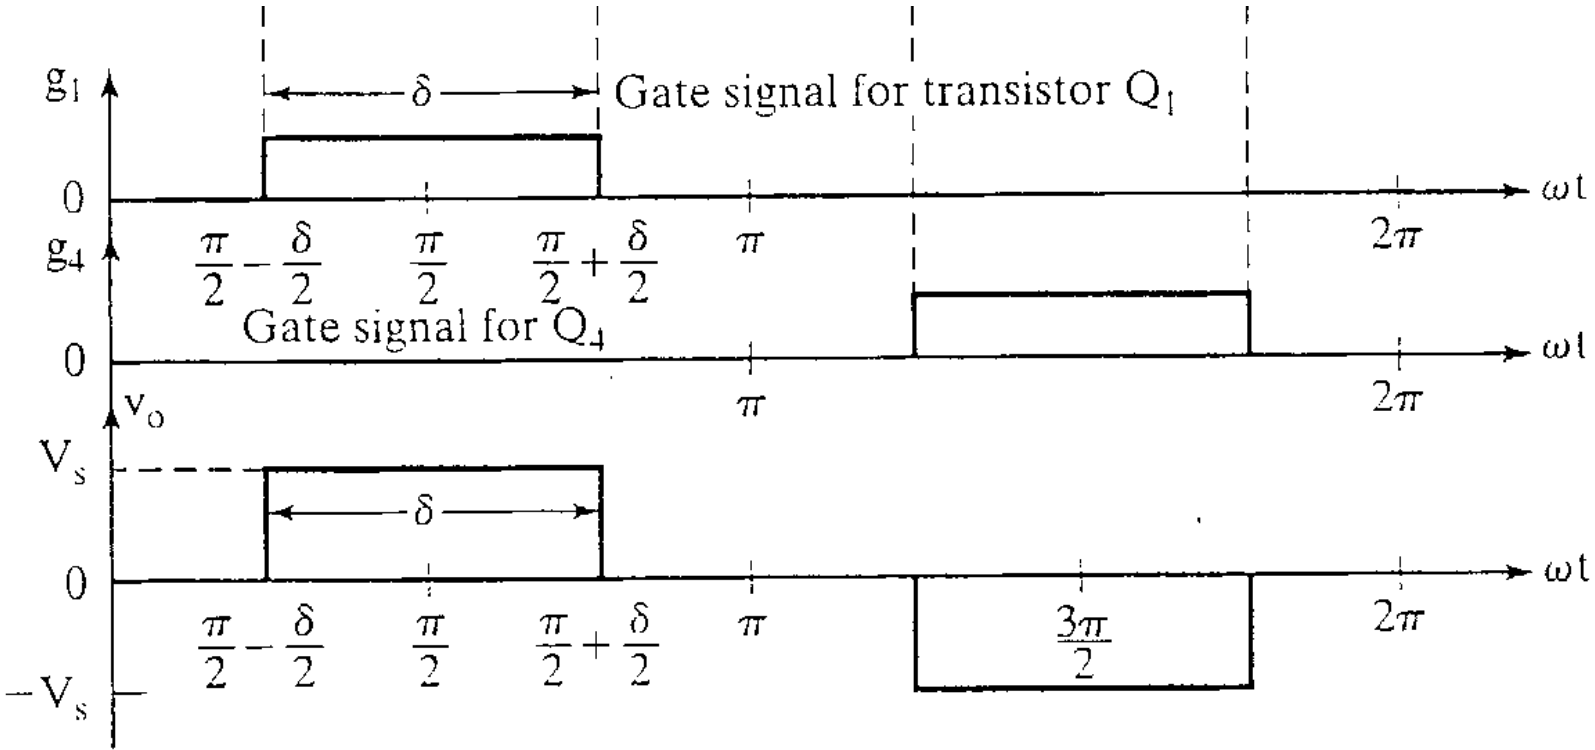 g₁ δ Gate signal for transistor Q₁
0 ωt
π/2 − δ/2 π/2 π/2 + δ/2 π 2π
g₄
Gate signal for Q₄
0 ωt
π 2π
vₒ
Vₛ
δ
0 ωt
π/2 − δ/2 π/2 π/2 + δ/2 π 3π/2 2π
−Vₛ